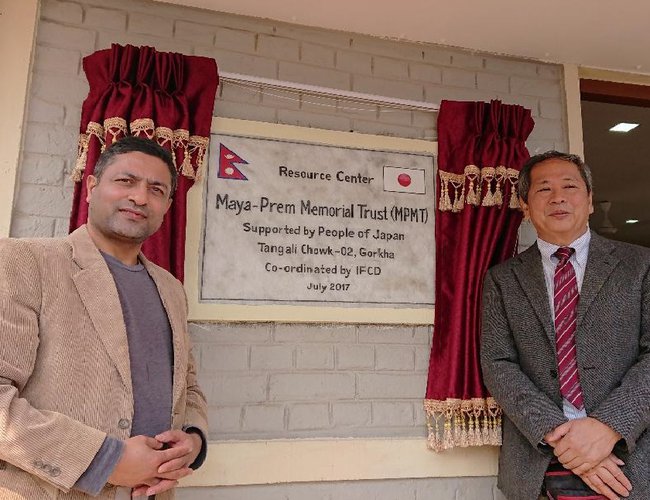 Resource Center
Maya-Prem Memorial Trust (MPMT)
Supported by People of Japan
Tangali Chowk-02, Gorkha
Co-ordinated by IFCD
July 2017